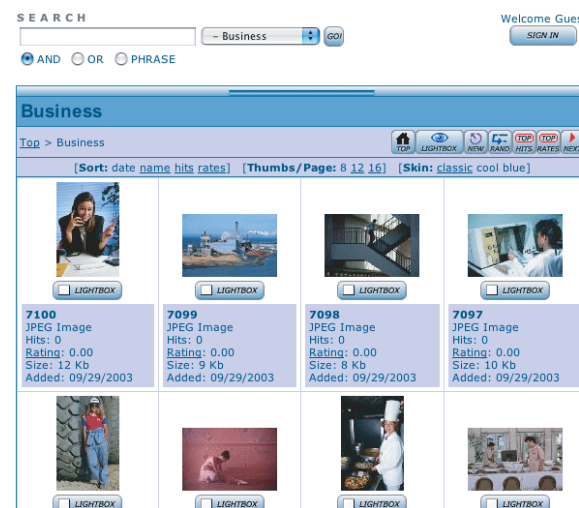 SEARCH
Welcome Gues
– Business
GO!
SIGN IN
AND OR PHRASE
Business
Top > Business
TOP LIGHTBOX NEW RAND TOP HITS TOP RATES NEXT
[Sort: date name hits rates] [Thumbs/Page: 8 12 16] [Skin: classic cool blue]
LIGHTBOX LIGHTBOX LIGHTBOX LIGHTBOX
7100 7099 7098 7097
JPEG Image JPEG Image JPEG Image JPEG Image
Hits: 0 Hits: 0 Hits: 0 Hits: 0
Rating: 0.00 Rating: 0.00 Rating: 0.00 Rating: 0.00
Size: 12 Kb Size: 9 Kb Size: 8 Kb Size: 10 Kb
Added: 09/29/2003 Added: 09/29/2003 Added: 09/29/2003 Added: 09/29/2003
LIGHTBOX LIGHTBOX LIGHTBOX LIGHTBOX